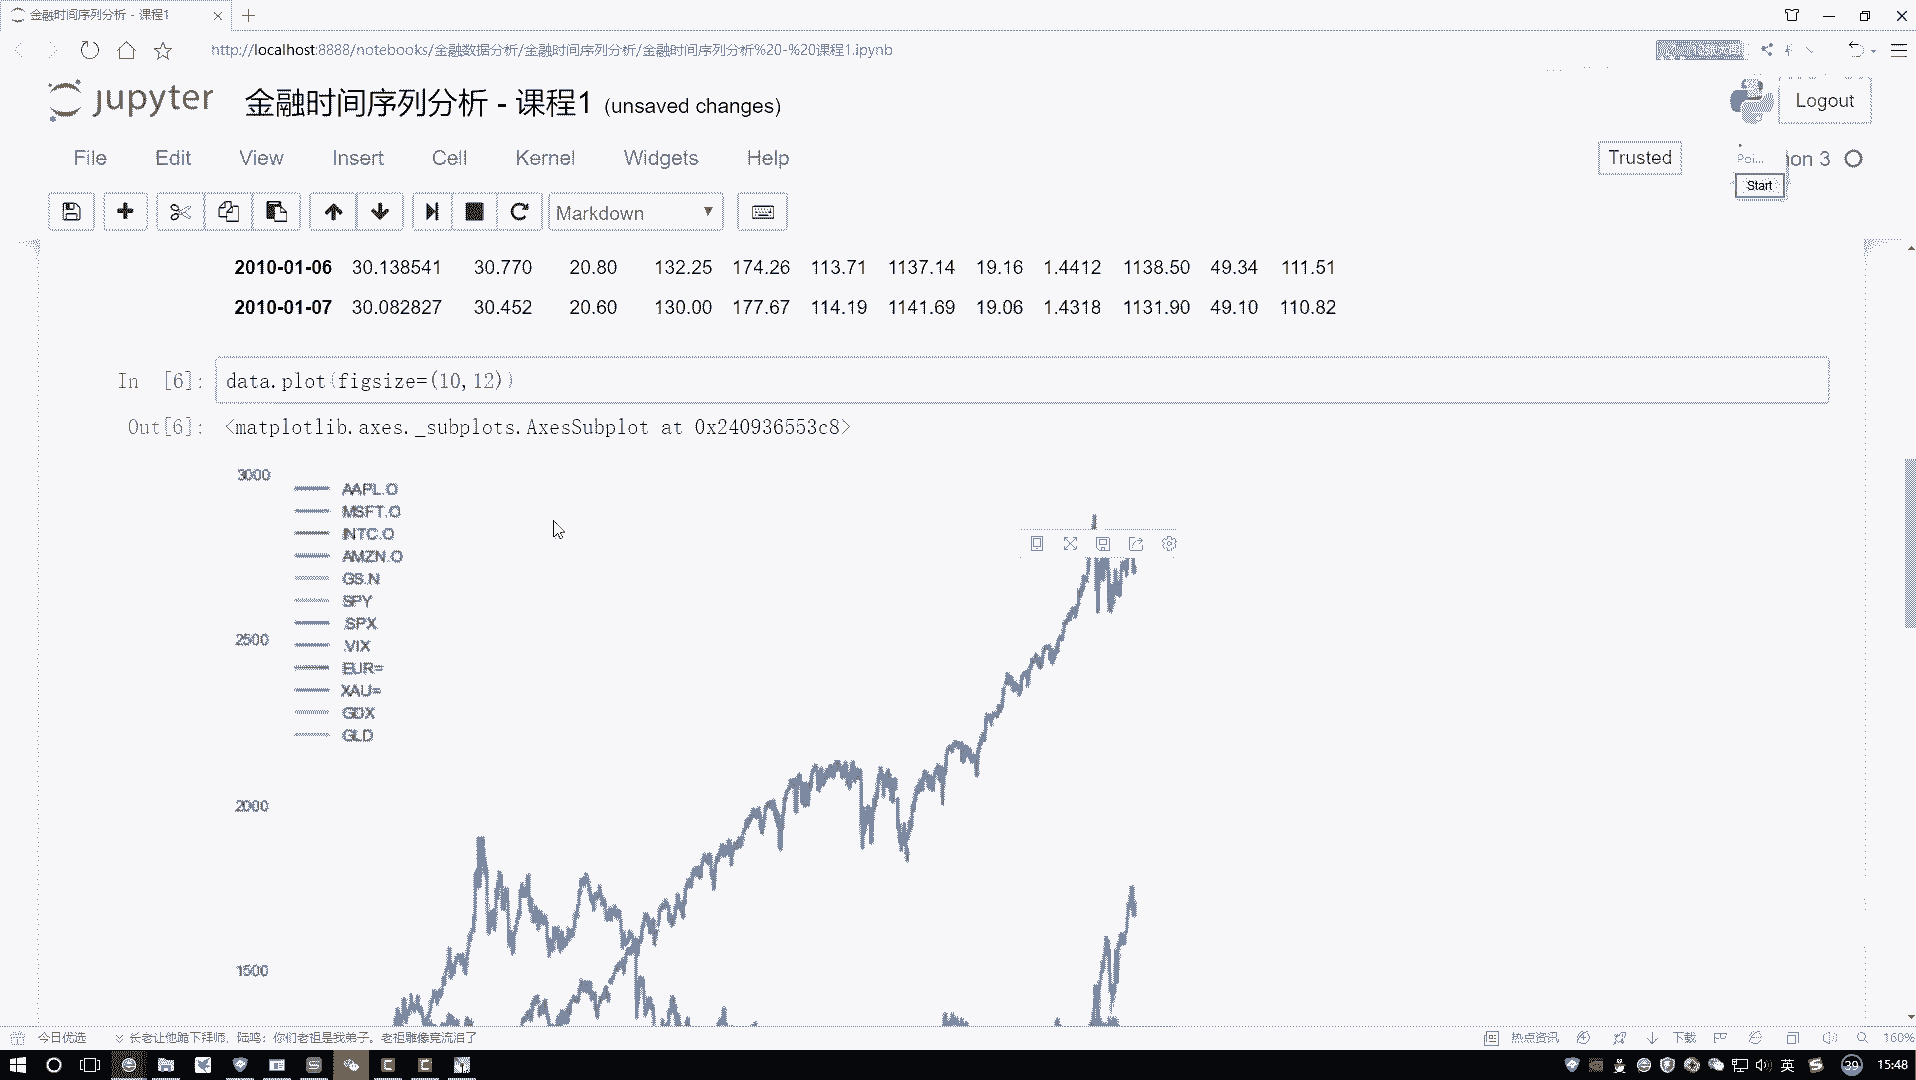 金融时间序列分析 - 课程1
http://localhost:8888/notebooks/金融数据分析/金融时间序列分析/金融时间序列分析%20-%20课程1.ipynb
jupyter 金融时间序列分析 - 课程1 (unsaved changes)
Logout
File Edit View Insert Cell Kernel Widgets Help
Trusted
Poi... on 3
Start
Markdown
2010-01-06 30.138541 30.770 20.80 132.25 174.26 113.71 1137.14 19.16 1.4412 1138.50 49.34 111.51
2010-01-07 30.082827 30.452 20.60 130.00 177.67 114.19 1141.69 19.06 1.4318 1131.90 49.10 110.82
In [6]: data.plot(figsize=(10,12))
Out[6]: <matplotlib.axes._subplots.AxesSubplot at 0x240936553c8>
3000
AAPL.O
MSFT.O
INTC.O
AMZN.O
GS.N
SPY
.SPX
.VIX
EUR=
XAU=
GDX
GLD
2500
2000
1500
今日优选 长老让他跪下拜师，陆鸣：你们老祖是我弟子。老祖雕像竟流泪了
热点资讯 下载 160%
英 39 15:48